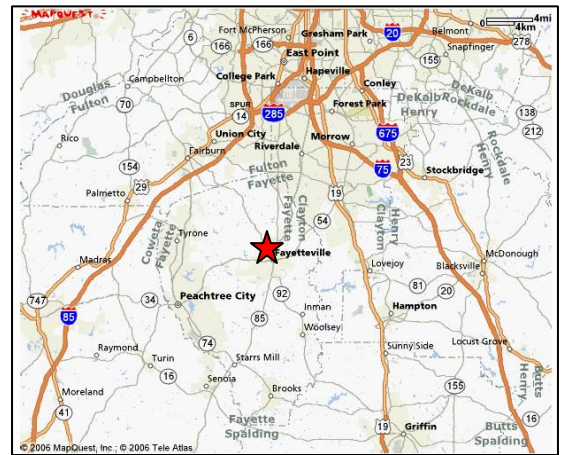 MAPQUEST
Fort McPherson
Gresham Park
20
Belmont
4mi
4km
6
166
166
278
Snapfinger
East Point
155
College Park
Hapeville
Conley
Campbellton
Douglas
Fulton
70
DeKalb
Rockdale
DeKalb
Henry
SPUR
14
285
Forest Park
138
212
Rico
Union City
Riverdale
Morrow
675
Fairburn
Rockdale
Henry
154
Fulton
Fayette
75
23
Stockbridge
Palmetto
29
19
Clayton
Fayette
54
Henry
Clayton
Coweta
Fayette
Tyrone
Fayetteville
McDonough
Madras
Lovejoy
Blacksville
747
34
Peachtree City
92
81
20
85
85
Inman
Hampton
Woolsey
74
Sunny Side
Locust Grove
Raymond
Turin
Starrs Mill
16
Senoia
Brooks
155
Butts
Henry
Moreland
41
Fayette
Spalding
19
Griffin
Butts
Spalding
16
© 2006 MapQuest, Inc.; © 2006 Tele Atlas